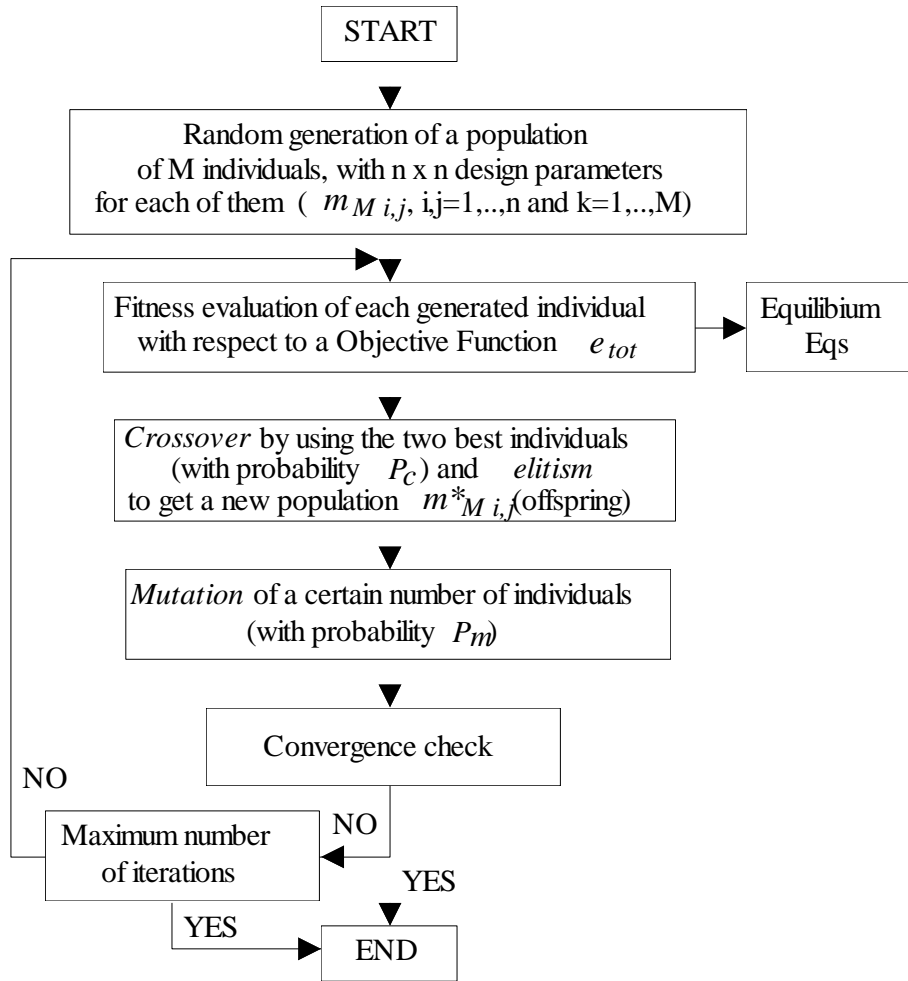 START
Random generation of a population
of M individuals, with n x n design parameters
for each of them ( m M i,j, i,j=1,..,n and k=1,..,M)
Fitness evaluation of each generated individual
with respect to a Objective Function e tot
Equilibium
Eqs
Crossover by using the two best individuals
(with probability Pc) and elitism
to get a new population m*M i,j(offspring)
Mutation of a certain number of individuals
(with probability Pm)
Convergence check
NO
NO
Maximum number
of iterations
YES
YES
END